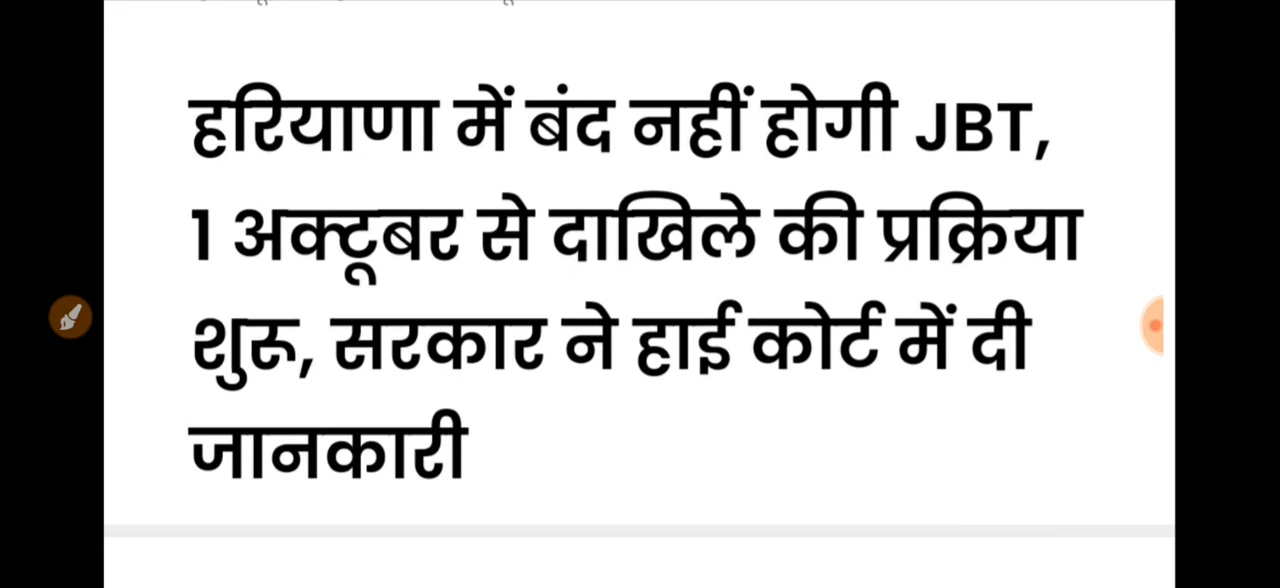 हरियाणा में बंद नहीं होगी JBT,
1 अक्टूबर से दाखिले की प्रक्रिया
शुरू, सरकार ने हाई कोर्ट में दी
जानकारी